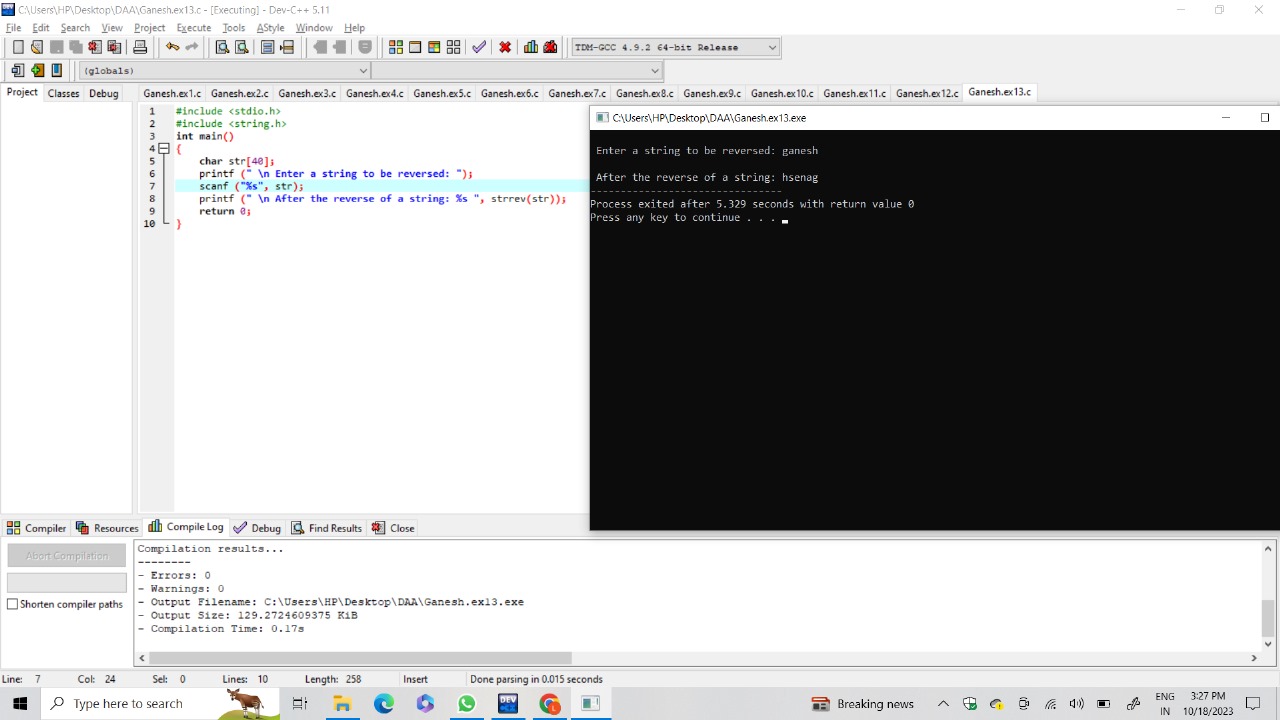 C:\Users\HP\Desktop\DAA\Ganesh.ex13.c - [Executing] - Dev-C++ 5.11
File Edit Search View Project Execute Tools AStyle Window Help
TDM-GCC 4.9.2 64-bit Release
(globals)
Project Classes Debug
Ganesh.ex1.c Ganesh.ex2.c Ganesh.ex3.c Ganesh.ex4.c Ganesh.ex5.c Ganesh.ex6.c Ganesh.ex7.c Ganesh.ex8.c Ganesh.ex9.c Ganesh.ex10.c Ganesh.ex11.c Ganesh.ex12.c Ganesh.ex13.c
1 #include <stdio.h>
2 #include <string.h>
3 int main()
4 {
5 char str[40];
6 printf (" \n Enter a string to be reversed: ");
7 scanf ("%s", str);
8 printf (" \n After the reverse of a string: %s ", strrev(str));
9 return 0;
10 }
C:\Users\HP\Desktop\DAA\Ganesh.ex13.exe
Enter a string to be reversed: ganesh
After the reverse of a string: hsenag
--------------------------------
Process exited after 5.329 seconds with return value 0
Press any key to continue . . .
Compiler Resources Compile Log Debug Find Results Close
Abort Compilation
Shorten compiler paths
Compilation results...
--------
- Errors: 0
- Warnings: 0
- Output Filename: C:\Users\HP\Desktop\DAA\Ganesh.ex13.exe
- Output Size: 129.2724609375 KiB
- Compilation Time: 0.17s
Line: 7 Col: 24 Sel: 0 Lines: 10 Length: 258 Insert Done parsing in 0.015 seconds
Type here to search
DEV
L
Breaking news
ENG
IN
3:27 PM
10/18/2023